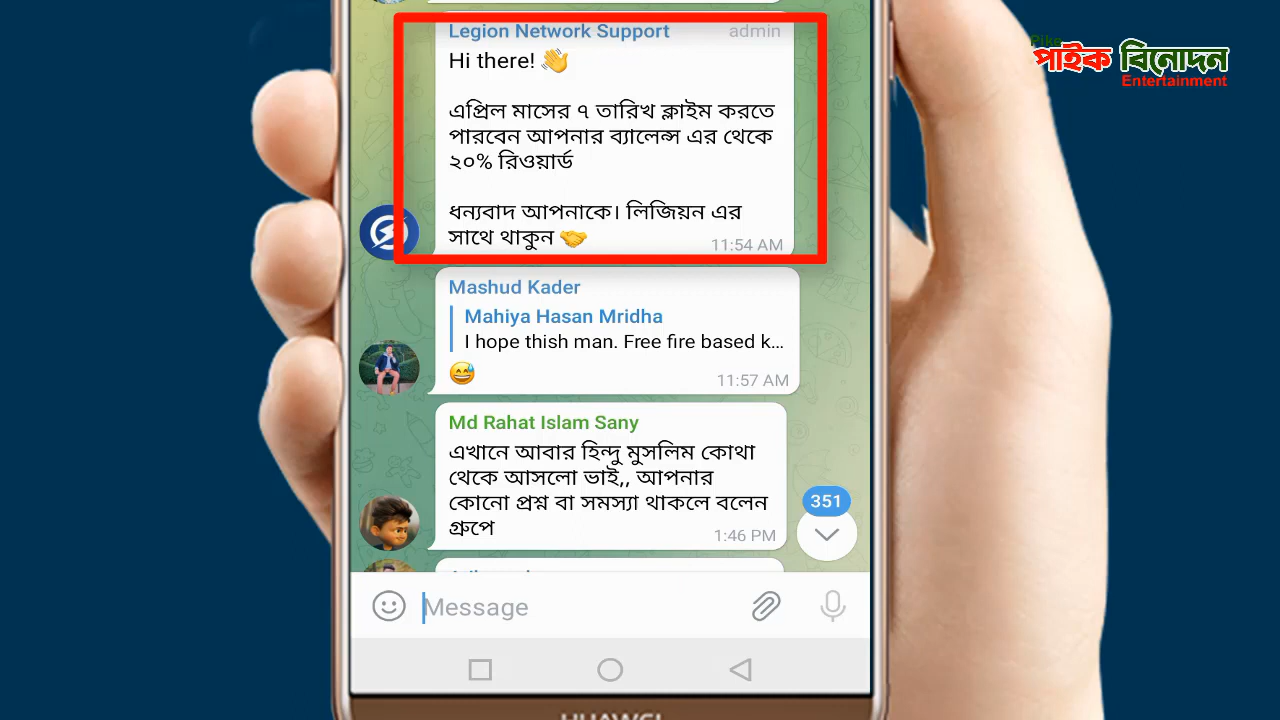 Legion Network Support admin
Hi there! 👋
এপ্রিল মাসের ৭ তারিখ ক্লাইম করতে
পারবেন আপনার ব্যালেন্স এর থেকে
২০% রিওয়ার্ড
ধন্যবাদ আপনাকে। লিজিয়ন এর
সাথে থাকুন 🤝
11:54 AM
Mashud Kader
Mahiya Hasan Mridha
I hope thish man. Free fire based k...
😅
11:57 AM
Md Rahat Islam Sany
এখানে আবার হিন্দু মুসলিম কোথা
থেকে আসলো ভাই,, আপনার
কোনো প্রশ্ন বা সমস্যা থাকলে বলেন
গ্রুপে
1:46 PM
351
Message
পাইক বিনোদন
Entertainment